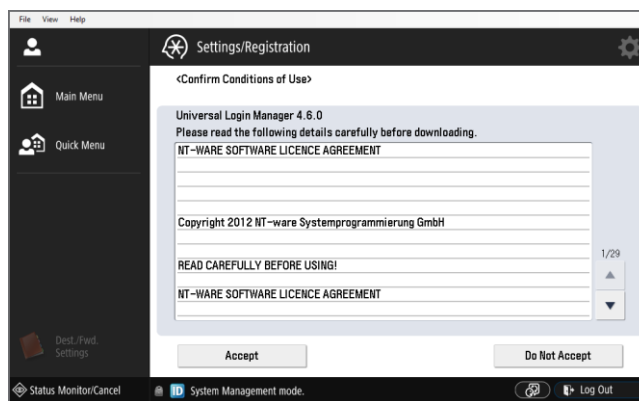 File View Help
Settings/Registration
<Confirm Conditions of Use>
Main Menu
Universal Login Manager 4.6.0
Please read the following details carefully before downloading.
Quick Menu
NT-WARE SOFTWARE LICENCE AGREEMENT
Copyright 2012 NT-ware Systemprogrammierung GmbH
1/29
READ CAREFULLY BEFORE USING!
NT-WARE SOFTWARE LICENCE AGREEMENT
Dest./Fwd.
Settings
Accept Do Not Accept
Status Monitor/Cancel ID System Management mode. Log Out